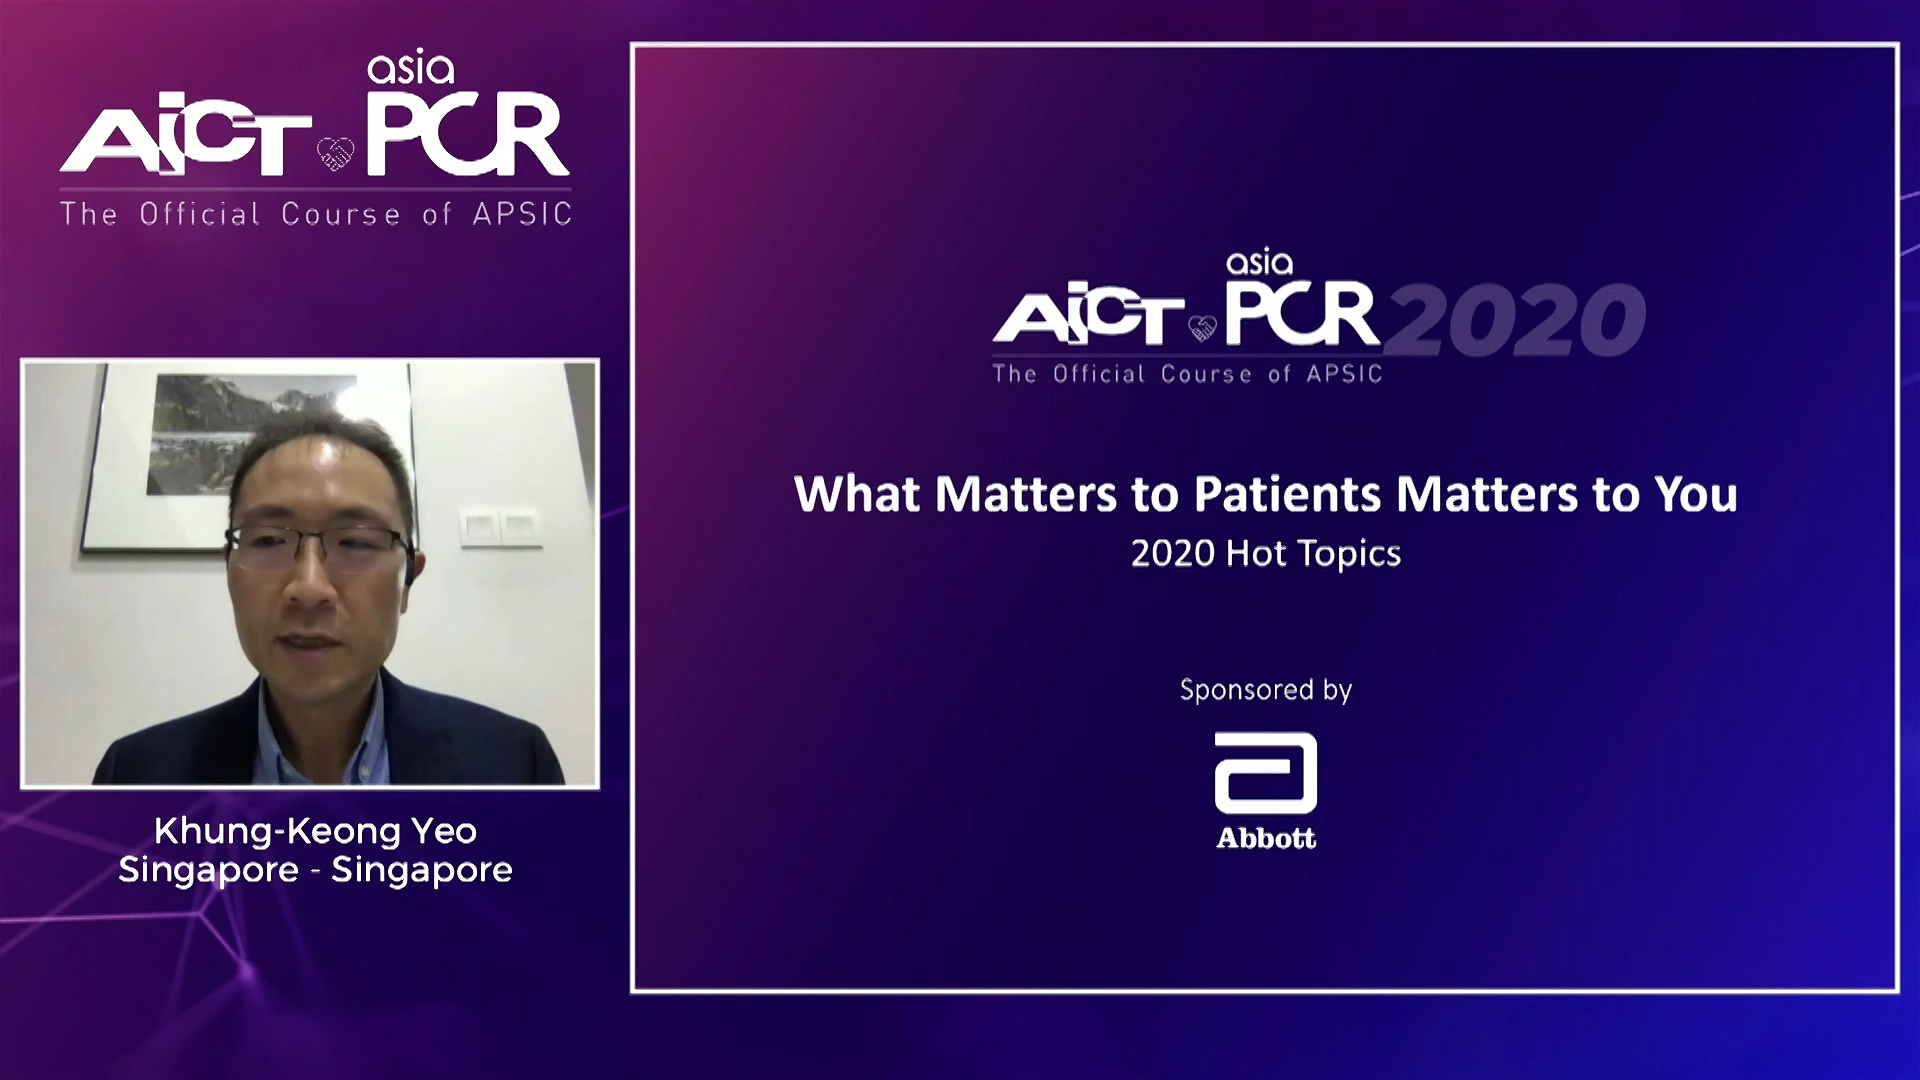 asia
AICT PCR
The Official Course of APSIC
Khung-Keong Yeo
Singapore - Singapore
asia
AICT PCR 2020
The Official Course of APSIC
What Matters to Patients Matters to You
2020 Hot Topics
Sponsored by
Abbott